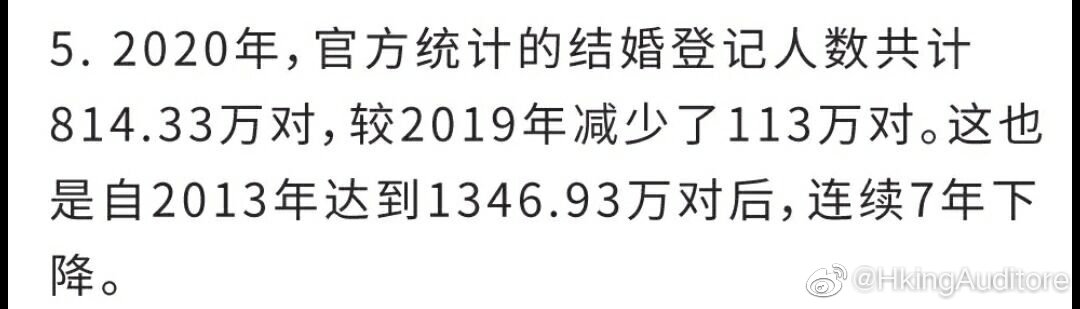 5. 2020年,官方统计的结婚登记人数共计
814.33万对,较2019年减少了113万对。这也
是自2013年达到1346.93万对后,连续7年下
降。
@HkingAuditore